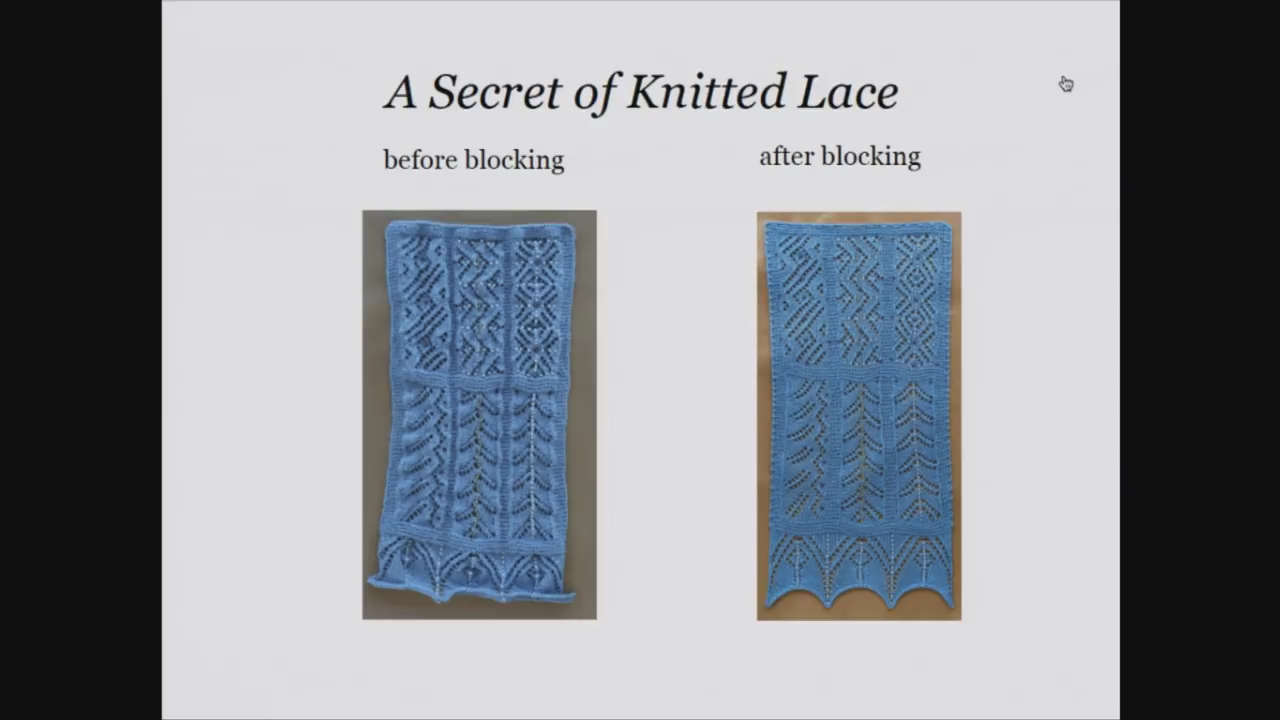 A Secret of Knitted Lace
before blocking
after blocking